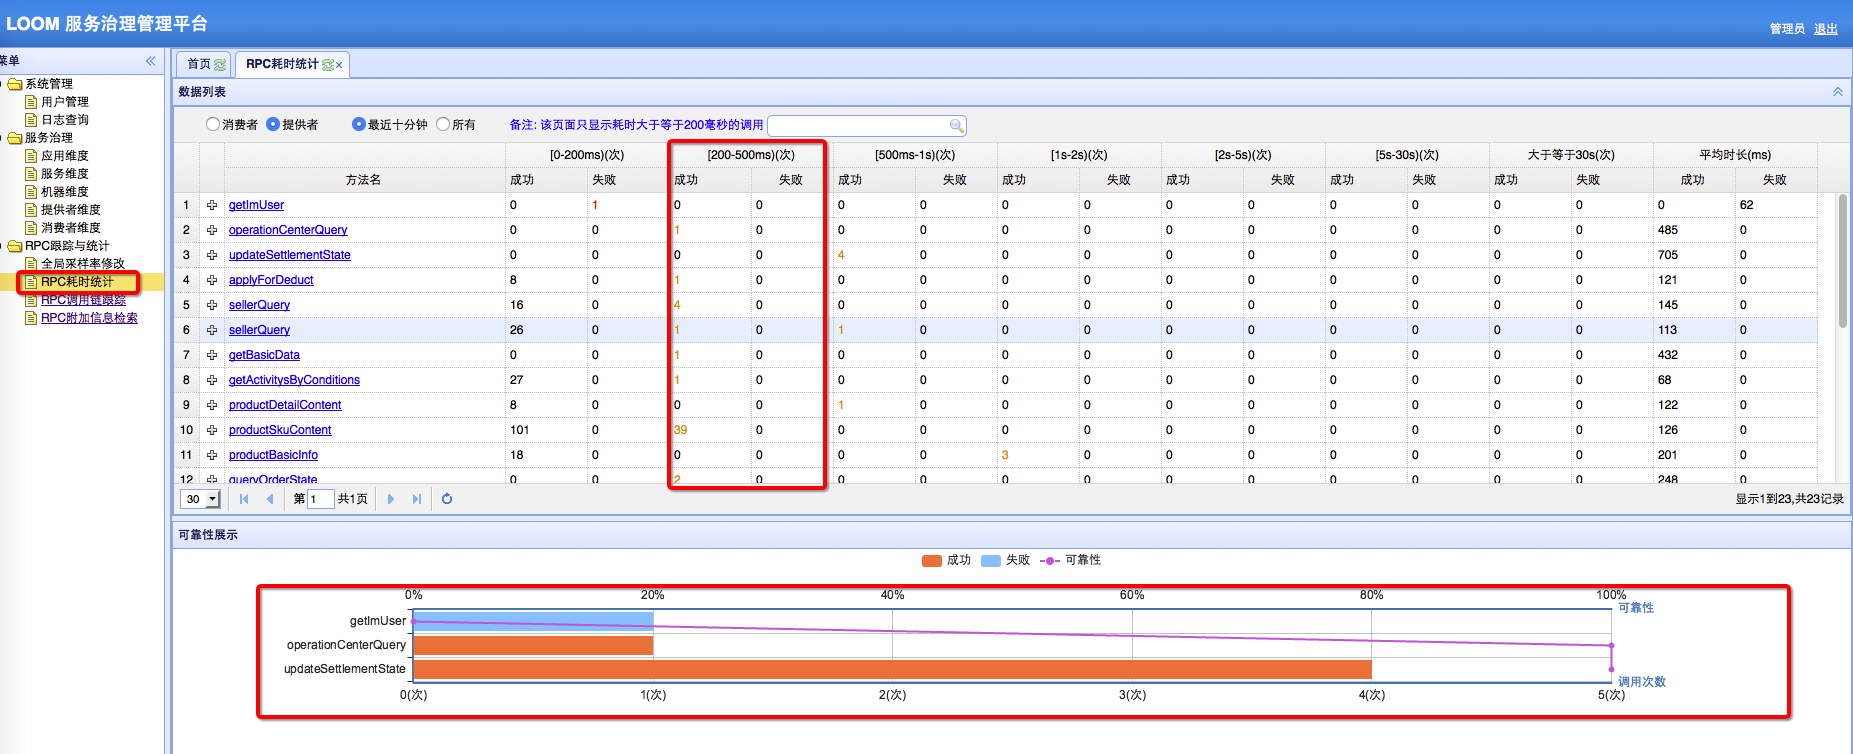 LOOM 服务治理管理平台
管理员 退出
菜单
系统管理
用户管理
日志查询
服务治理
应用维度
服务维度
机器维度
提供者维度
消费者维度
RPC跟踪与统计
全局采样率修改
RPC耗时统计
RPC调用链跟踪
RPC附加信息检索
首页 RPC耗时统计
数据列表
消费者 提供者 最近十分钟 所有 备注: 该页面只显示耗时大于等于200毫秒的调用
[0-200ms)(次) [200-500ms)(次) [500ms-1s)(次) [1s-2s)(次) [2s-5s)(次) [5s-30s)(次) 大于等于30s(次) 平均时长(ms)
方法名 成功 失败 成功 失败 成功 失败 成功 失败 成功 失败 成功 失败 成功 失败 成功 失败
1 getImUser 0 1 0 0 0 0 0 0 0 0 0 0 0 0 0 62
2 operationCenterQuery 0 0 1 0 0 0 0 0 0 0 0 0 0 0 485 0
3 updateSettlementState 0 0 0 0 4 0 0 0 0 0 0 0 0 0 705 0
4 applyForDeduct 8 0 1 0 0 0 0 0 0 0 0 0 0 0 121 0
5 sellerQuery 16 0 4 0 0 0 0 0 0 0 0 0 0 0 145 0
6 sellerQuery 26 0 1 0 1 0 0 0 0 0 0 0 0 0 113 0
7 getBasicData 0 0 1 0 0 0 0 0 0 0 0 0 0 0 432 0
8 getActivitysByConditions 27 0 1 0 0 0 0 0 0 0 0 0 0 0 68 0
9 productDetailContent 8 0 0 0 1 0 0 0 0 0 0 0 0 0 122 0
10 productSkuContent 101 0 39 0 0 0 0 0 0 0 0 0 0 0 126 0
11 productBasicInfo 18 0 0 0 0 0 3 0 0 0 0 0 0 0 201 0
12 queryOrderState 0 0 2 0 0 0 0 0 0 0 0 0 0 0 248 0
30 第 1 共1页 显示1到23,共23记录
可靠性展示
成功 失败 可靠性
0% 20% 40% 60% 80% 100%
可靠性
getImUser
operationCenterQuery
updateSettlementState
调用次数
0(次) 1(次) 2(次) 3(次) 4(次) 5(次)